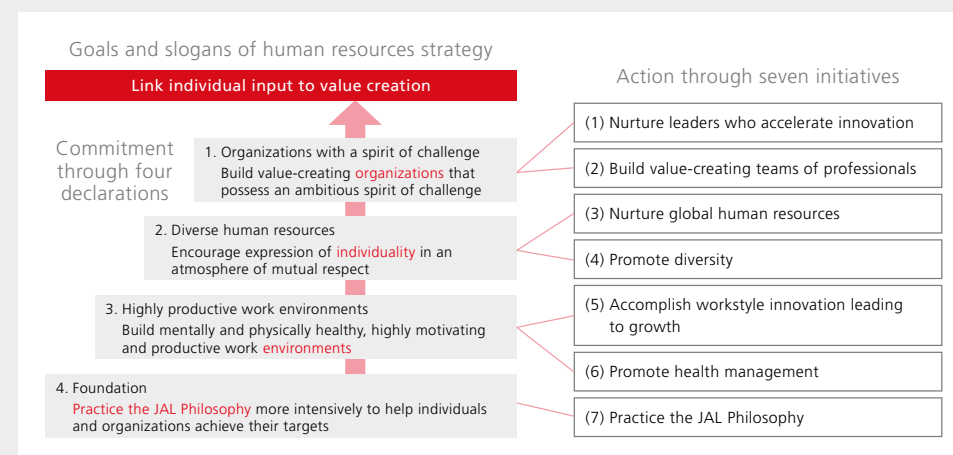 Goals and slogans of human resources strategy
Link individual input to value creation
Commitment
through four
declarations
1. Organizations with a spirit of challenge
Build value-creating organizations that
possess an ambitious spirit of challenge
2. Diverse human resources
Encourage expression of individuality in an
atmosphere of mutual respect
3. Highly productive work environments
Build mentally and physically healthy, highly motivating
and productive work environments
4. Foundation
Practice the JAL Philosophy more intensively to help individuals
and organizations achieve their targets
Action through seven initiatives
(1) Nurture leaders who accelerate innovation
(2) Build value-creating teams of professionals
(3) Nurture global human resources
(4) Promote diversity
(5) Accomplish workstyle innovation leading
to growth
(6) Promote health management
(7) Practice the JAL Philosophy